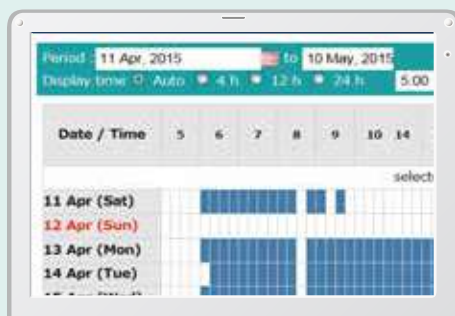 Period : 11 Apr, 2015 to 10 May, 2015
Display time Auto 4 h 12 h 24 h 5:00
Date / Time 5 6 7 8 9 10 14
11 Apr (Sat)
12 Apr (Sun)
13 Apr (Mon)
14 Apr (Tue)